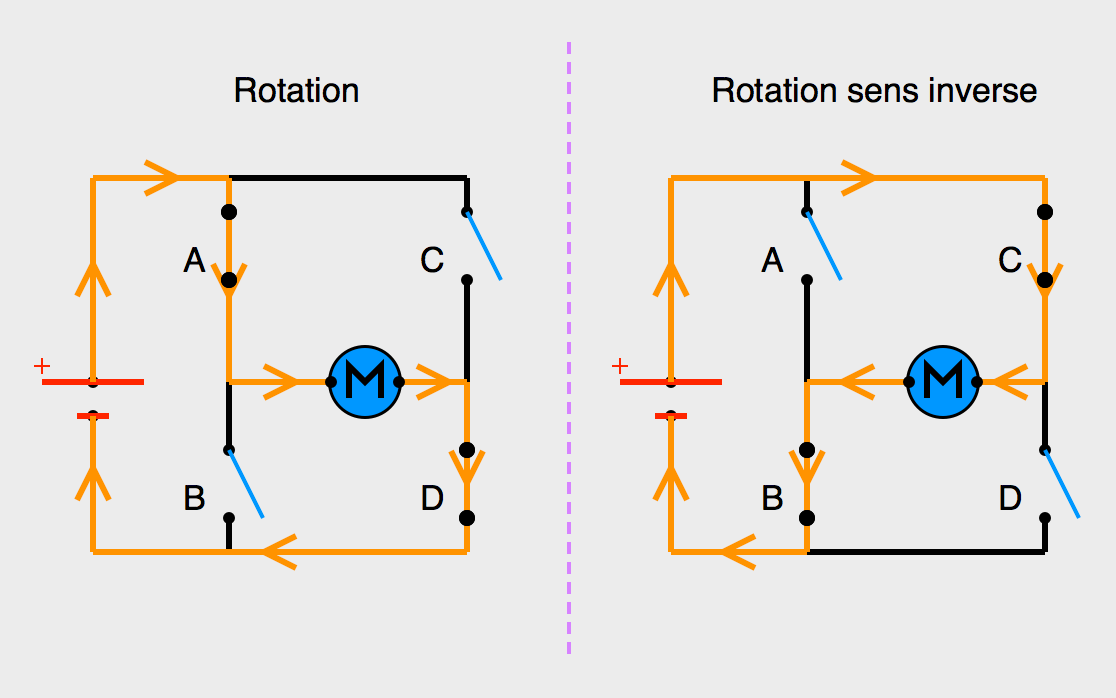 Rotation
A
C
+
M
B
D
Rotation sens inverse
A
C
+
M
B
D